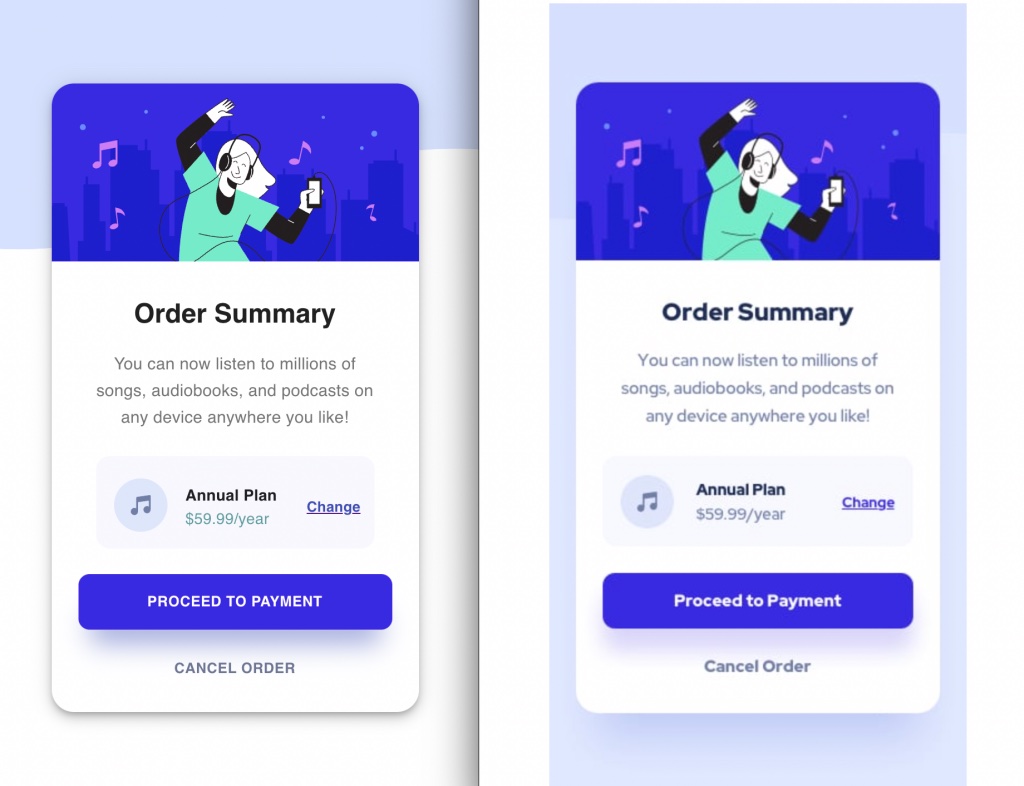 Order Summary
You can now listen to millions of
songs, audiobooks, and podcasts on
any device anywhere you like!
Annual Plan
$59.99/year
Change
PROCEED TO PAYMENT
CANCEL ORDER
Order Summary
You can now listen to millions of
songs, audiobooks, and podcasts on
any device anywhere you like!
Annual Plan
$59.99/year
Change
Proceed to Payment
Cancel Order